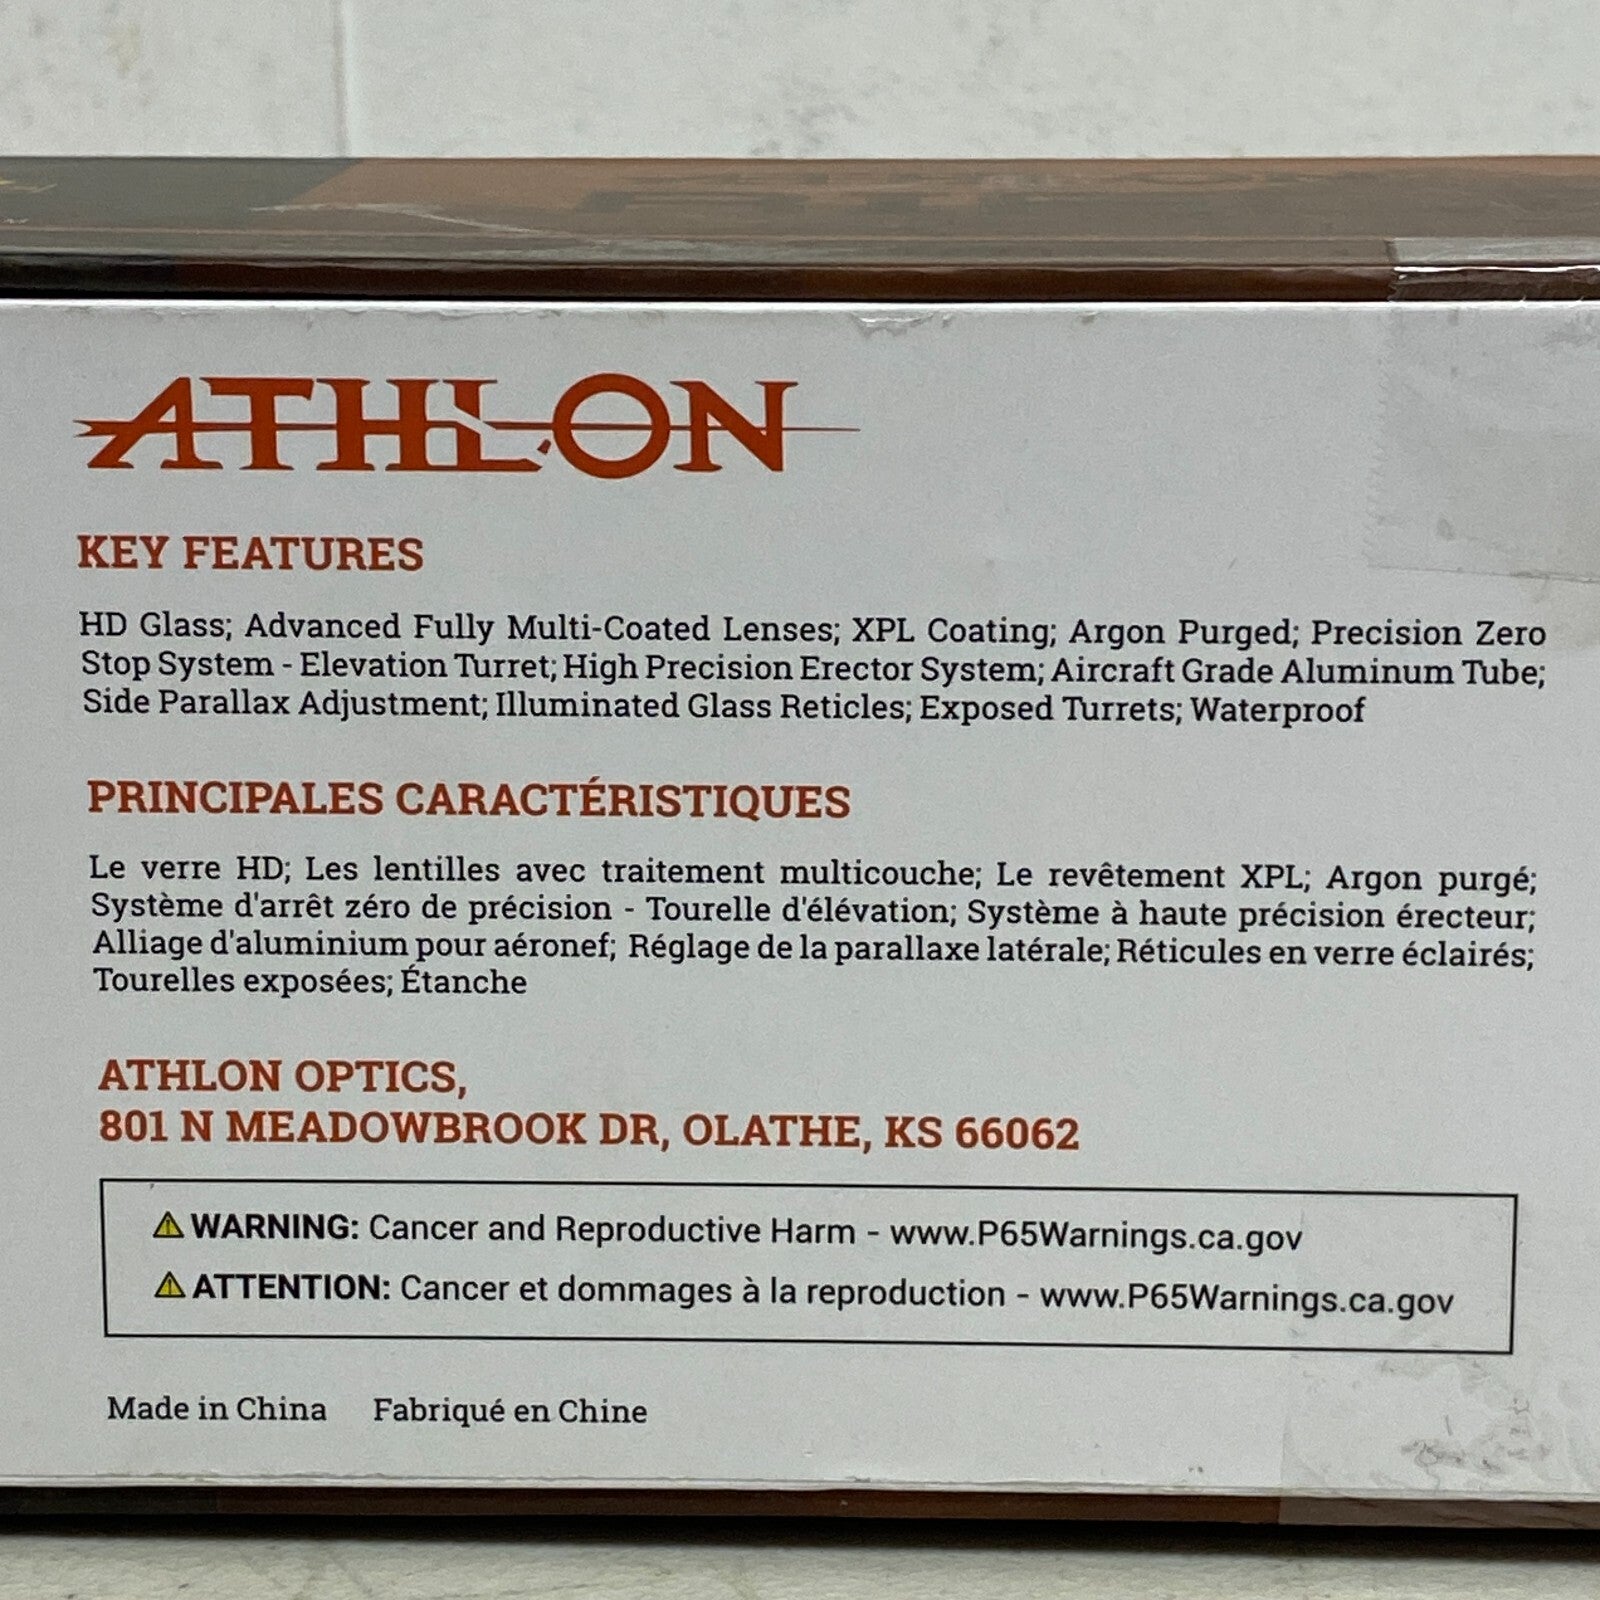 ATHLON
KEY FEATURES
HD Glass; Advanced Fully Multi-Coated Lenses; XPL Coating; Argon Purged; Precision Zero
Stop System - Elevation Turret; High Precision Erector System; Aircraft Grade Aluminum Tube;
Side Parallax Adjustment; Illuminated Glass Reticles; Exposed Turrets; Waterproof
PRINCIPALES CARACTÉRISTIQUES
Le verre HD; Les lentilles avec traitement multicouche; Le revêtement XPL; Argon purgé;
Système d'arrêt zéro de précision - Tourelle d'élévation; Système à haute précision érecteur;
Alliage d'aluminium pour aéronef; Réglage de la parallaxe latérale; Réticules en verre éclairés;
Tourelles exposées; Étanche
ATHLON OPTICS,
801 N MEADOWBROOK DR, OLATHE, KS 66062
⚠ WARNING: Cancer and Reproductive Harm - www.P65Warnings.ca.gov
⚠ ATTENTION: Cancer et dommages à la reproduction - www.P65Warnings.ca.gov
Made in China Fabriqué en Chine